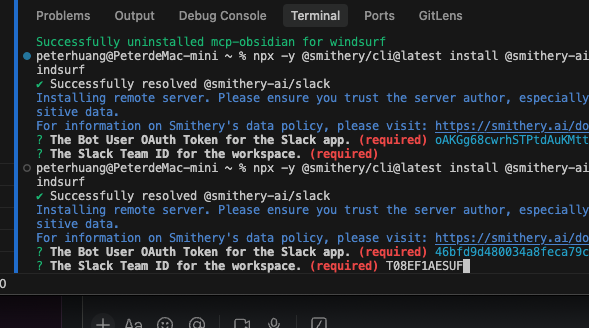 Problems Output Debug Console Terminal Ports GitLens
Successfully uninstalled mcp-obsidian for windsurf
peterhuang@PeterdeMac-mini ~ % npx -y @smithery/cli@latest install @smithery-ai
indsurf
✔ Successfully resolved @smithery-ai/slack
Installing remote server. Please ensure you trust the server author, especially
sitive data.
For information on Smithery's data policy, please visit: https://smithery.ai/do
? The Bot User OAuth Token for the Slack app. (required) oAKGg68cwrhSTPtdAuKMtt
? The Slack Team ID for the workspace. (required)
peterhuang@PeterdeMac-mini ~ % npx -y @smithery/cli@latest install @smithery-ai
indsurf
✔ Successfully resolved @smithery-ai/slack
Installing remote server. Please ensure you trust the server author, especially
sitive data.
For information on Smithery's data policy, please visit: https://smithery.ai/do
? The Bot User OAuth Token for the Slack app. (required) 46bfd9d480034a8feca79c
? The Slack Team ID for the workspace. (required) T08EF1AESUF
0
Aa